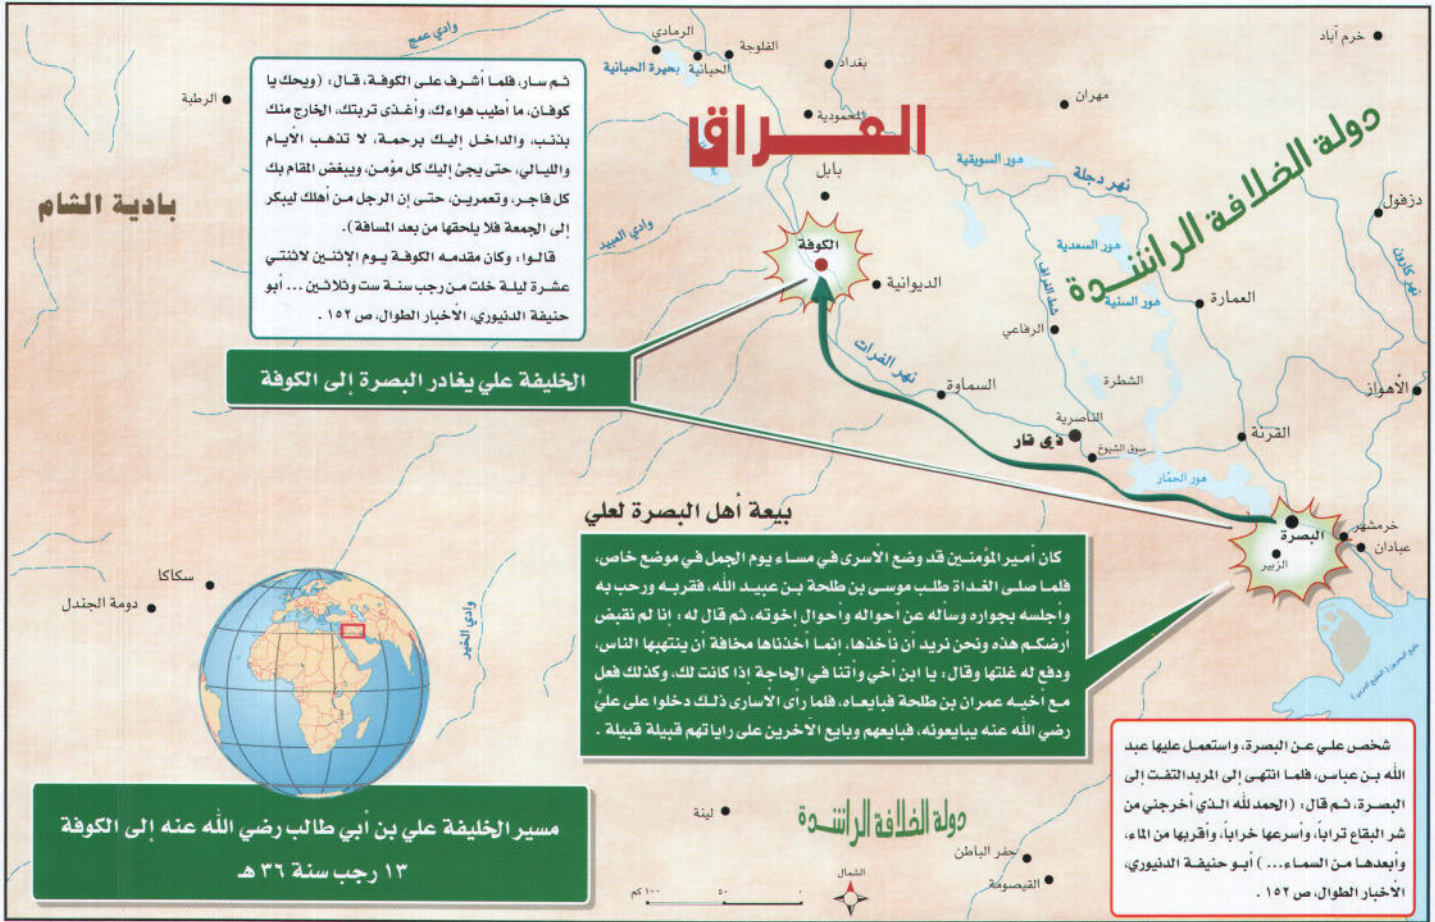 وادي عمج
الرمادي
الفلوجة
الحبانية
بحيرة الحبانية
بغداد
المحمودية
مهران
خرم آباد
الرطبة
العراق
دولة الخلافة الراشدة
بادية الشام
ثم سار، فلما أشرف على الكوفة، قال: (ويحك يا
كوفان، ما أطيب هواءك، وأغذى تربتك، الخارج منك
بذنب، والداخل إليك برحمة، لا تذهب الأيام
والليالي، حتى يجئ إليك كل مؤمن، ويبغض المقام بك
كل فاجر، وتعمرين، حتى إن الرجل من أهلك ليبكر
إلى الجمعة فلا يلحقها من بعد المسافة).
قالوا: وكان مقدمه الكوفة يوم الإثنين لاثنتي
عشرة ليلة خلت من رجب سنة ست وثلاثين ... أبو
حنيفة الدنيوري، الأخبار الطوال، ص ١٥٢ .
هور السويقية
نهر دجلة
بابل
دزفول
وادي العبيد
الكوفة
هور السعدية
نهر كارون
الديوانية
شط الغراف
هور السنية
العمارة
الرفاعي
نهر الفرات
الخليفة علي يغادر البصرة إلى الكوفة
السماوة
الشطرة
الأهواز
الناصرية
ذي قار
سوق الشيوخ
القرنة
هور الحمّار
البصرة
الزبير
خرمشهر
عبادان
بيعة أهل البصرة لعلي
كان أمير المؤمنين قد وضع الأسرى في مساء يوم الجمل في موضع خاص،
فلما صلى الغداة طلب موسى بن طلحة بن عبيد الله، فقربه ورحب به
وأجلسه بجواره وسأله عن أحواله وأحوال إخوته، ثم قال له: إنا لم نقبض
أرضكم هذه ونحن نريد أن نأخذها، إنما أخذناها مخافة أن ينتهبها الناس،
ودفع له غلتها وقال: يا ابن أخي وأتنا في الحاجة إذا كانت لك، وكذلك فعل
مع أخيه عمران بن طلحة فبايعاه، فلما رأى الأسارى ذلك دخلوا على عليّ
رضي الله عنه يبايعونه، فبايعهم وبايع الآخرين على راياتهم قبيلة قبيلة .
سكاكا
دومة الجندل
وادي الخير
خليج البحرين (الخليج العربي)
شخص علي عن البصرة، واستعمل عليها عبد
الله بن عباس، فلما انتهى إلى المربد التفت إلى
البصرة، ثم قال: (الحمد لله الذي أخرجني من
شر البقاع تراباً، وأسرعها خراباً، وأقربها من الماء،
وأبعدها من السماء...) أبو حنيفة الدنيوري،
الأخبار الطوال، ص ١٥٢ .
مسير الخليفة علي بن أبي طالب رضي الله عنه إلى الكوفة
١٣ رجب سنة ٣٦ هـ
لينة
دولة الخلافة الراشدة
حفر الباطن
القيصومة
الشمال
٠ ٥٠ ١٠٠ كم